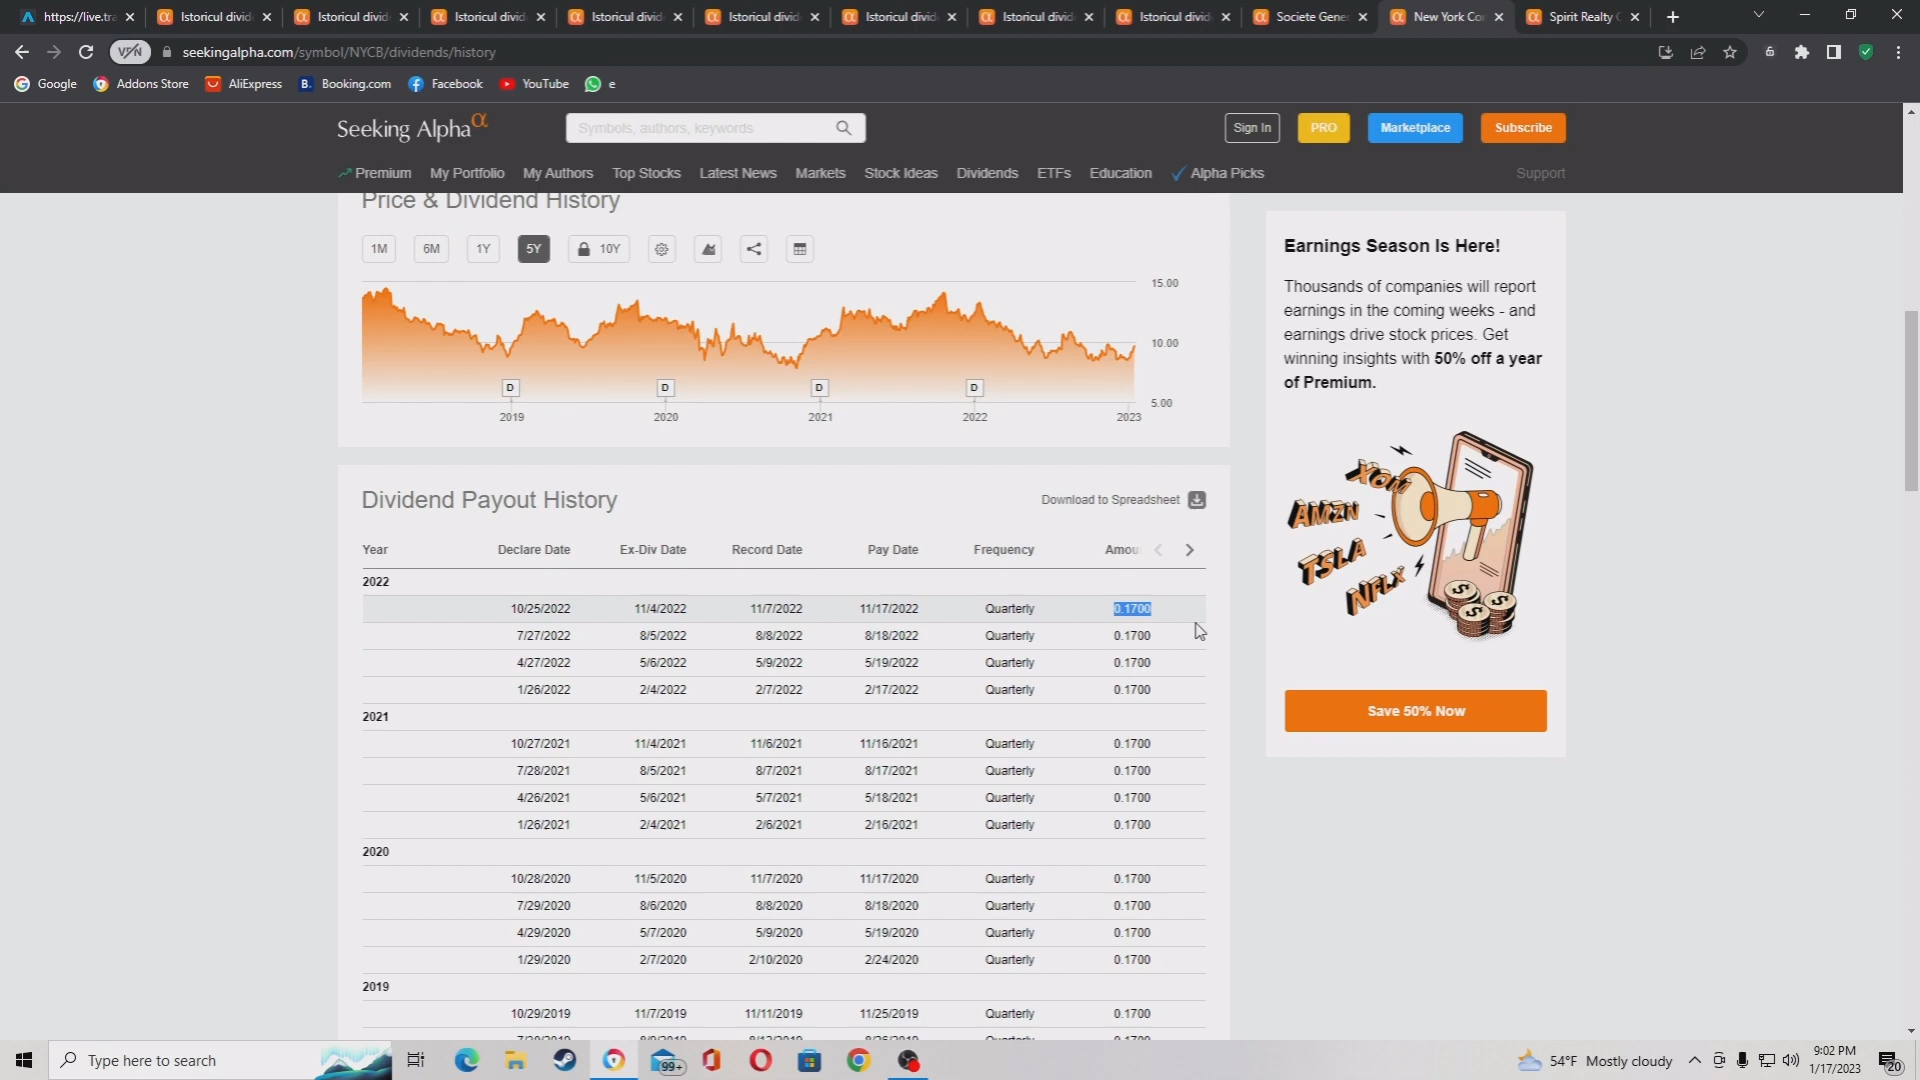 https://live.tra
Istoricul divid
Istoricul divid
Istoricul divid
Istoricul divid
Istoricul divid
Istoricul divid
Istoricul divid
Istoricul divid
Societe Gene
New York Co
Spirit Realty C
VPN
seekingalpha.com/symbol/NYCB/dividends/history
Google
Addons Store
AliExpress
B. Booking.com
Facebook
YouTube
e
Seeking Alpha α
Symbols, authors, keywords
Sign In
PRO
Marketplace
Subscribe
Premium My Portfolio My Authors Top Stocks Latest News Markets Stock Ideas Dividends ETFs Education Alpha Picks Support
Price & Dividend History
1M 6M 1Y 5Y 10Y
15.00
10.00
5.00
D D D D
2019 2020 2021 2022 2023
Dividend Payout History
Download to Spreadsheet
Year Declare Date Ex-Div Date Record Date Pay Date Frequency Amou
2022
10/25/2022 11/4/2022 11/7/2022 11/17/2022 Quarterly 0.1700
7/27/2022 8/5/2022 8/8/2022 8/18/2022 Quarterly 0.1700
4/27/2022 5/6/2022 5/9/2022 5/19/2022 Quarterly 0.1700
1/26/2022 2/4/2022 2/7/2022 2/17/2022 Quarterly 0.1700
2021
10/27/2021 11/4/2021 11/6/2021 11/16/2021 Quarterly 0.1700
7/28/2021 8/5/2021 8/7/2021 8/17/2021 Quarterly 0.1700
4/26/2021 5/6/2021 5/7/2021 5/18/2021 Quarterly 0.1700
1/26/2021 2/4/2021 2/6/2021 2/16/2021 Quarterly 0.1700
2020
10/28/2020 11/5/2020 11/7/2020 11/17/2020 Quarterly 0.1700
7/29/2020 8/6/2020 8/8/2020 8/18/2020 Quarterly 0.1700
4/29/2020 5/7/2020 5/9/2020 5/19/2020 Quarterly 0.1700
1/29/2020 2/7/2020 2/10/2020 2/24/2020 Quarterly 0.1700
2019
10/29/2019 11/7/2019 11/11/2019 11/25/2019 Quarterly 0.1700
Earnings Season Is Here!
Thousands of companies will report
earnings in the coming weeks - and
earnings drive stock prices. Get
winning insights with 50% off a year
of Premium.
XOM
AMZN
TSLA
NFLX
Save 50% Now
Type here to search
99+
54°F Mostly cloudy
9:02 PM
1/17/2023
20